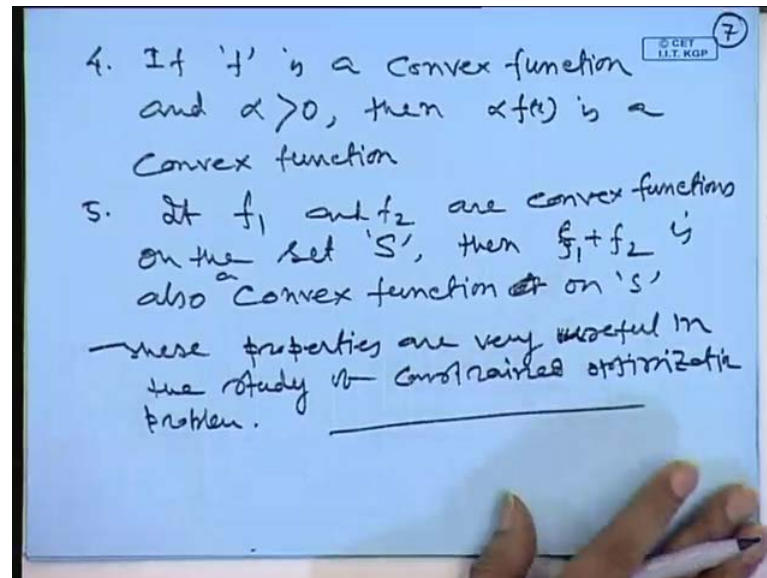 7
© CET
I.I.T. KGP
4. If 'f' is a convex function
and α>0, then αf(x) is a
convex function
5. If f₁ and f₂ are convex functions
on the set 'S', then f₁+f₂ is
also a convex function on 's'
These properties are very useful in
the study of constrained optimization
problem.